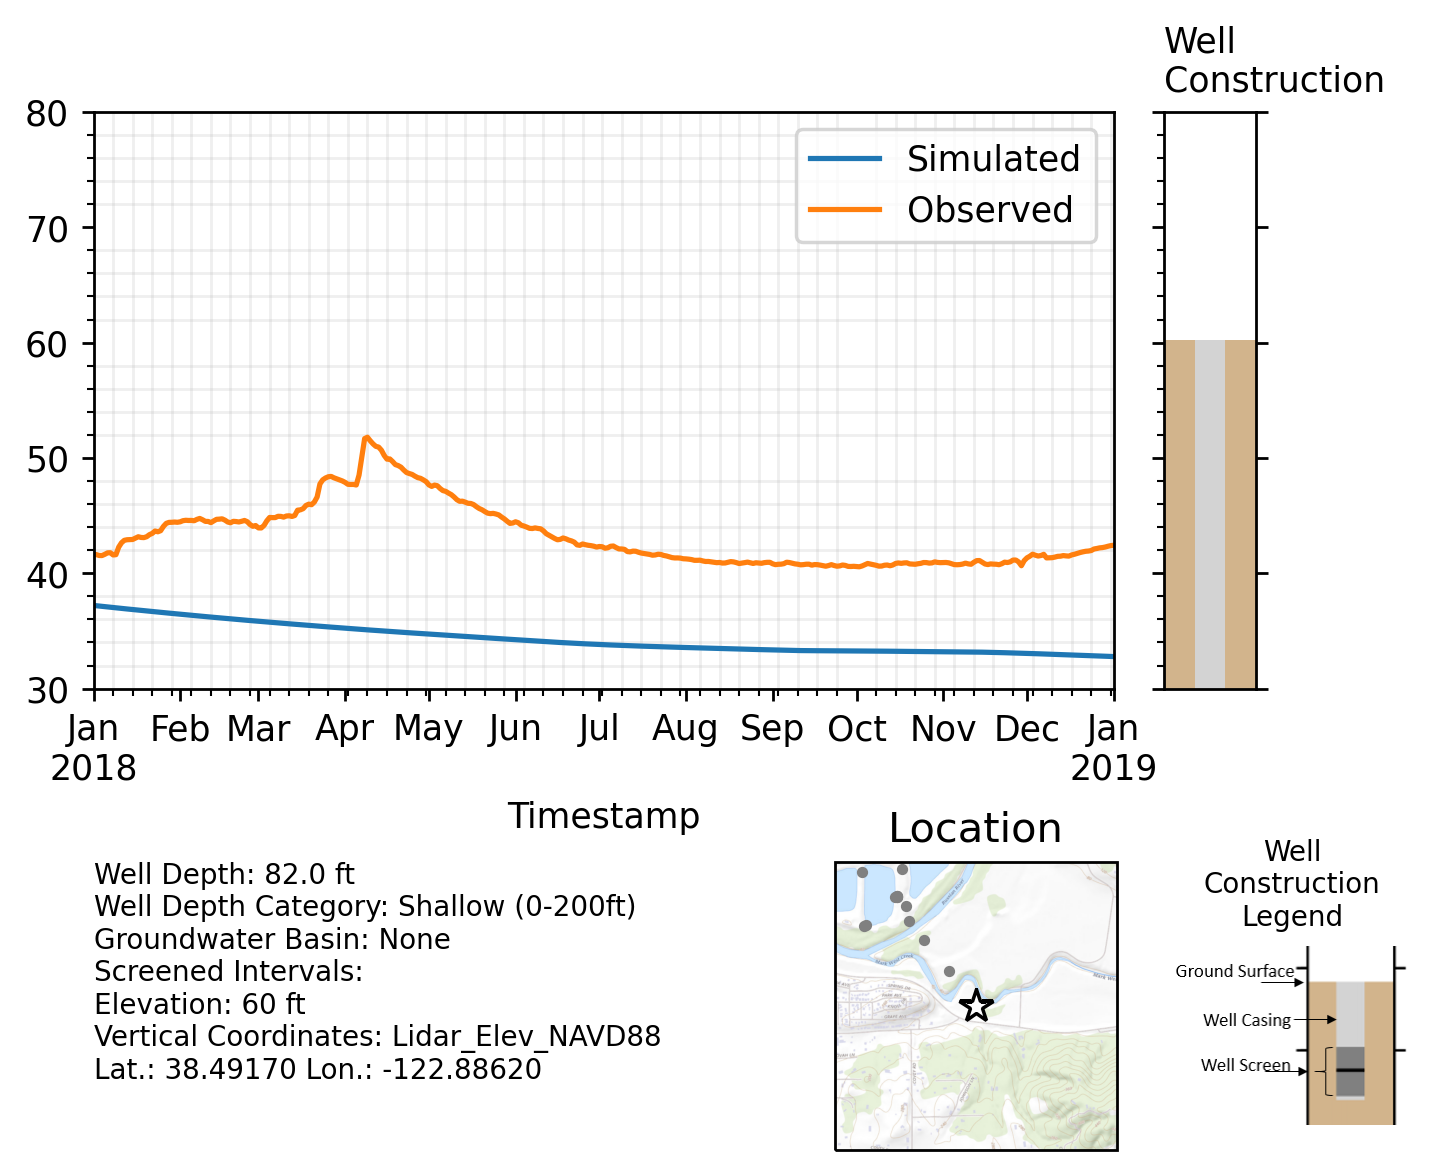 Well
Construction
80
70
60
50
40
30
Simulated
Observed
Jan Feb Mar Apr May Jun Jul Aug Sep Oct Nov Dec Jan
2018 2019
Timestamp
Well Depth: 82.0 ft
Well Depth Category: Shallow (0-200ft)
Groundwater Basin: None
Screened Intervals:
Elevation: 60 ft
Vertical Coordinates: Lidar_Elev_NAVD88
Lat.: 38.49170 Lon.: -122.88620
Location
Well
Construction
Legend
Ground Surface
Well Casing
Well Screen